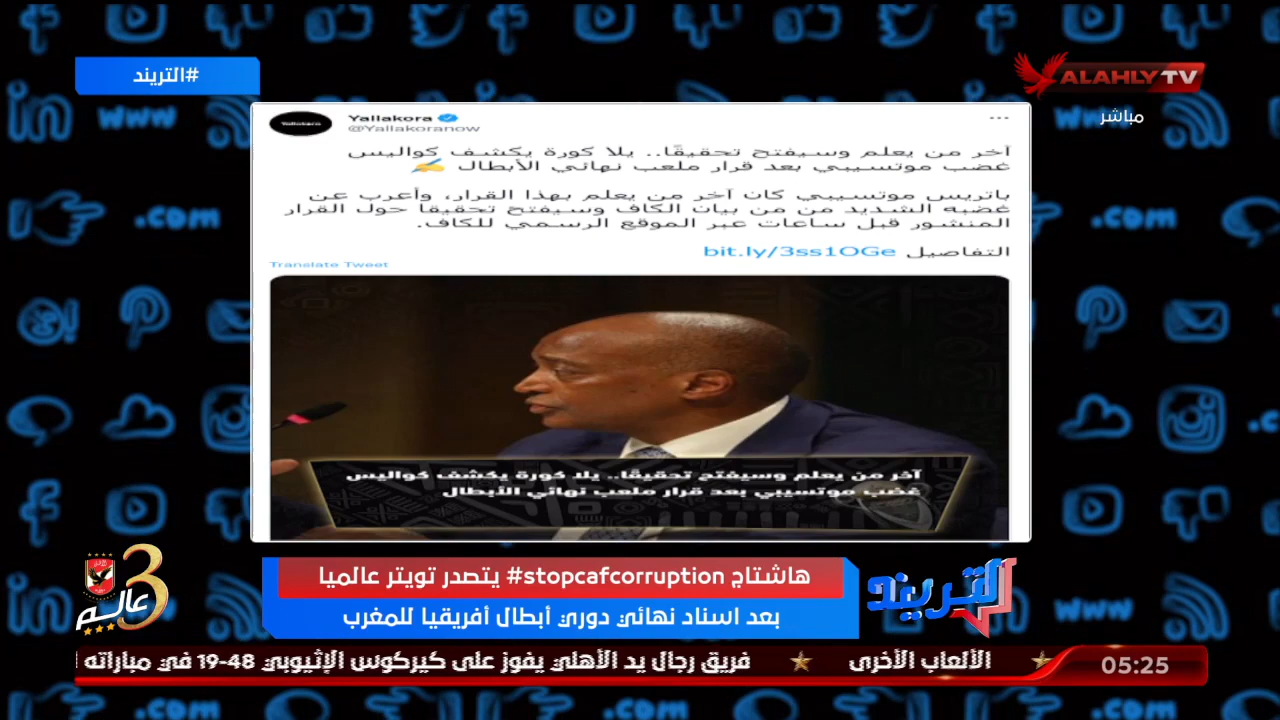 #التريند
ALAHLY TV
مباشر
Yallakora
@Yallakoranow
آخر من يعلم وسيفتح تحقيقًا.. يلا كورة يكشف كواليس
غضب موتسيبي بعد قرار ملعب نهائي الأبطال ✍️
باتريس موتسيبي كان آخر من يعلم بهذا القرار، وأعرب عن
غضبه الشديد من من بيان الكاف وسيفتح تحقيقا حول القرار
المنشور قبل ساعات عبر الموقع الرسمي للكاف.
التفاصيل bit.ly/3ss1OGe
Translate Tweet
آخر من يعلم وسيفتح تحقيقًا.. يلا كورة يكشف كواليس
غضب موتسيبي بعد قرار ملعب نهائي الأبطال
هاشتاج stopcafcorruption# يتصدر تويتر عالميا
بعد اسناد نهائي دوري أبطال أفريقيا للمغرب
التريند
3 عالم
الألعاب الأخرى
فريق رجال يد الأهلي يفوز على كيركوس الإثيوبي 48-19 في مباراته
05:25
www
.com